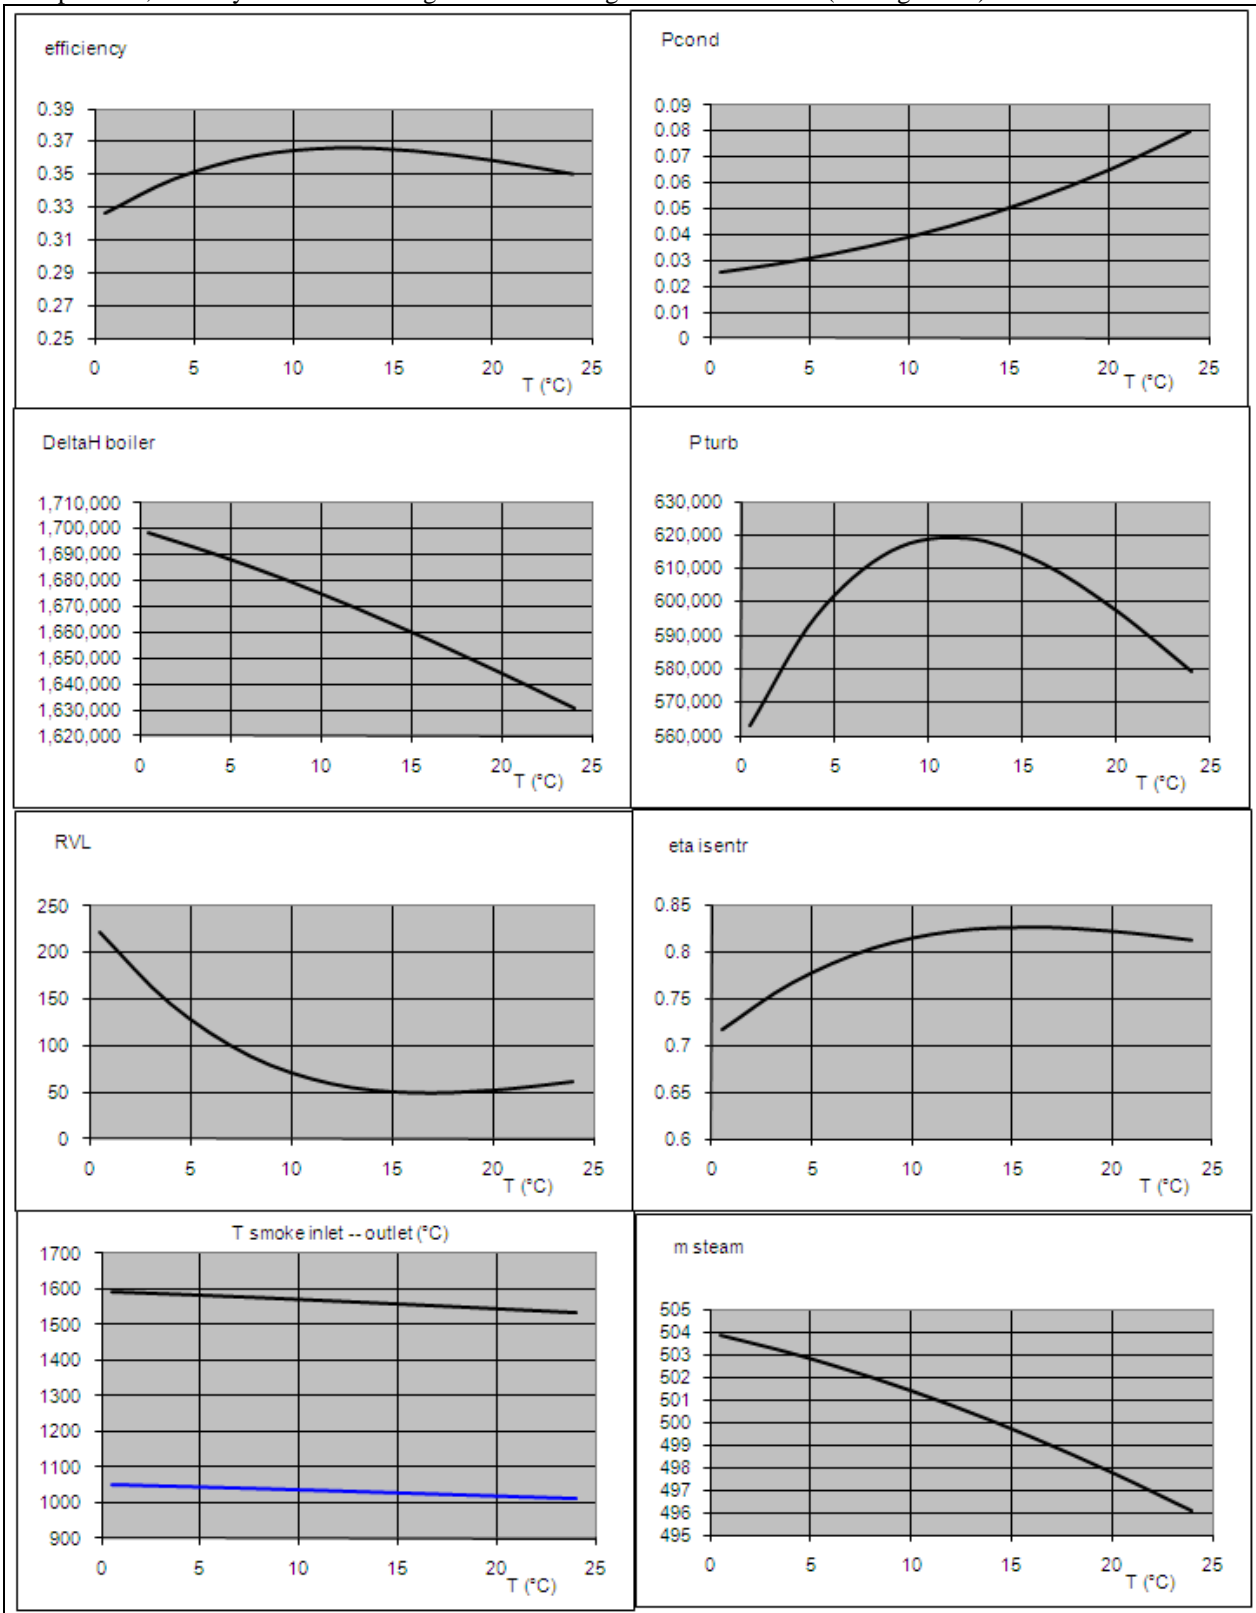 efficiency
0.39
0.37
0.35
0.33
0.31
0.29
0.27
0.25
0 5 10 15 20 25
T (°C)
Pcond
0.09
0.08
0.07
0.06
0.05
0.04
0.03
0.02
0.01
0
0 5 10 15 20 25
T (°C)
DeltaH boiler
1,710,000
1,700,000
1,690,000
1,680,000
1,670,000
1,660,000
1,650,000
1,640,000
1,630,000
1,620,000
0 5 10 15 20 25
T (°C)
P turb
630,000
620,000
610,000
600,000
590,000
580,000
570,000
560,000
0 5 10 15 20 25
T (°C)
RVL
250
200
150
100
50
0
0 5 10 15 20 25
T (°C)
eta isentr
0.85
0.8
0.75
0.7
0.65
0.6
0 5 10 15 20 25
T (°C)
T smoke inlet -- outlet (°C)
1700
1600
1500
1400
1300
1200
1100
1000
900
0 5 10 15 20 25
T (°C)
m steam
505
504
503
502
501
500
499
498
497
496
495
0 5 10 15 20 25
T (°C)